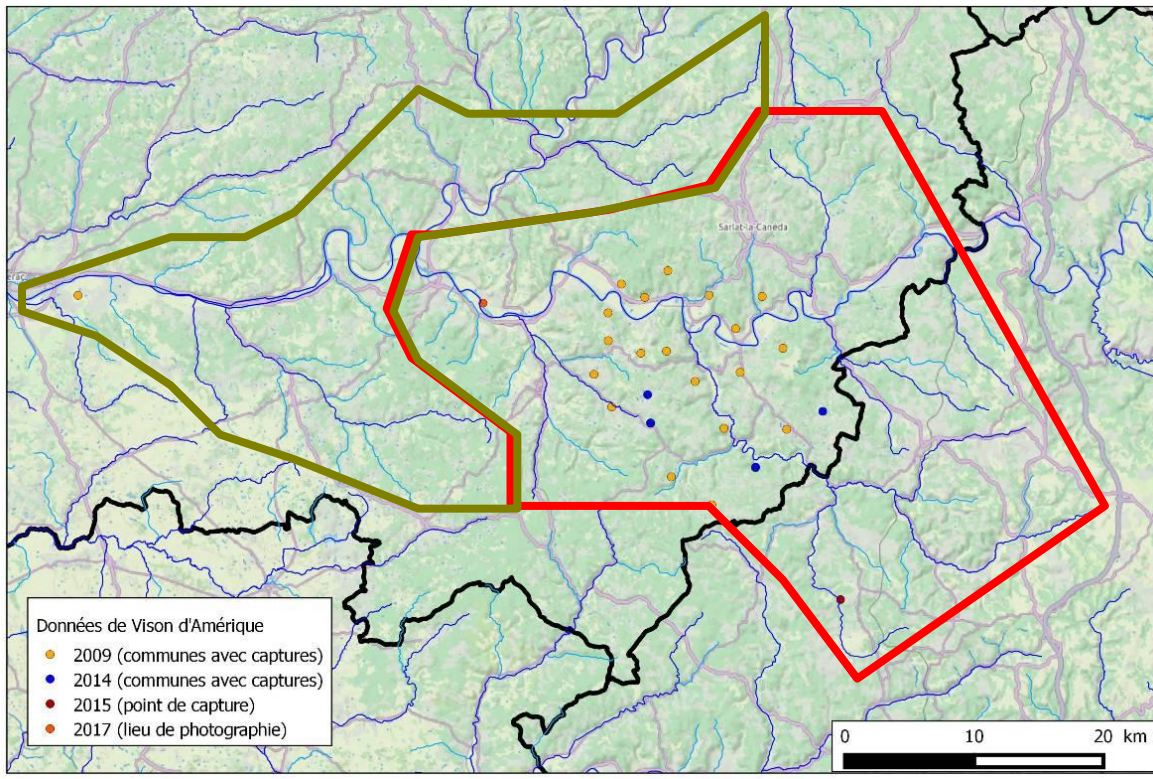 Sarlat-la-Canéda
erac
Données de Vison d'Amérique
2009 (communes avec captures)
2014 (communes avec captures)
2015 (point de capture)
2017 (lieu de photographie)
0 10 20 km